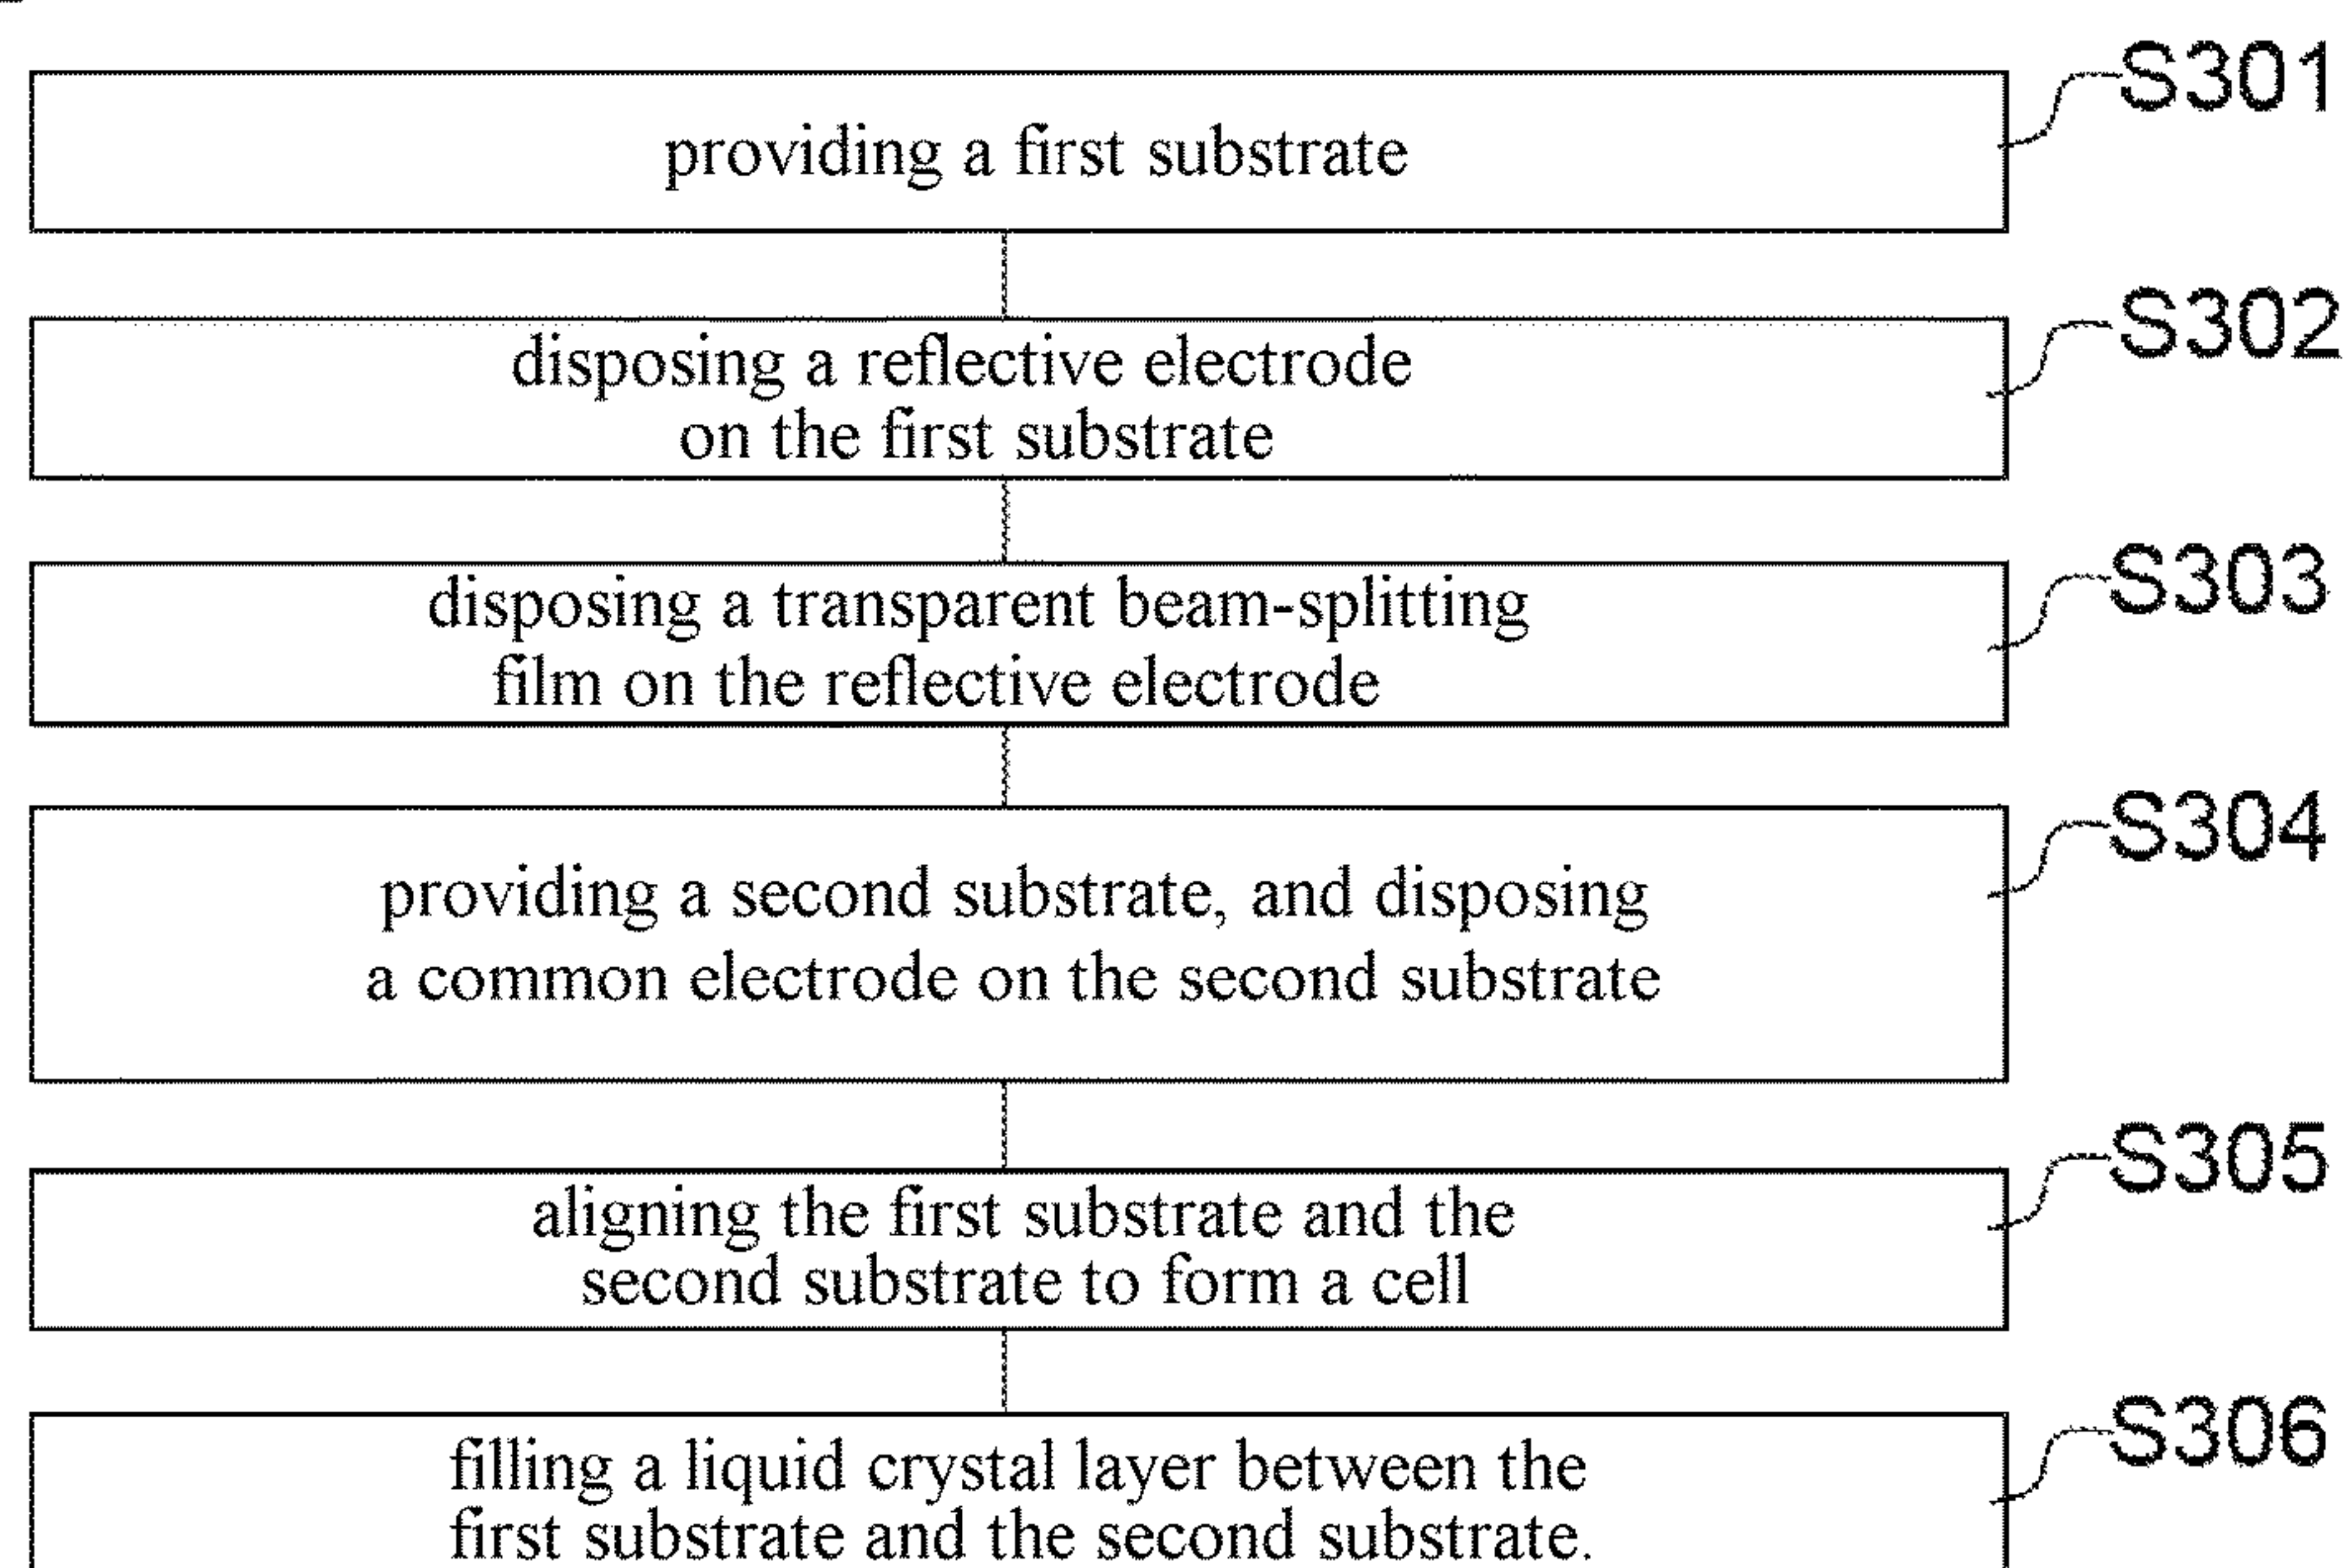 S301
providing a first substrate
S302
disposing a reflective electrode
on the first substrate
S303
disposing a transparent beam-splitting
film on the reflective electrode
S304
providing a second substrate, and disposing
a common electrode on the second substrate
S305
aligning the first substrate and the
second substrate to form a cell
S306
filling a liquid crystal layer between the
first substrate and the second substrate.